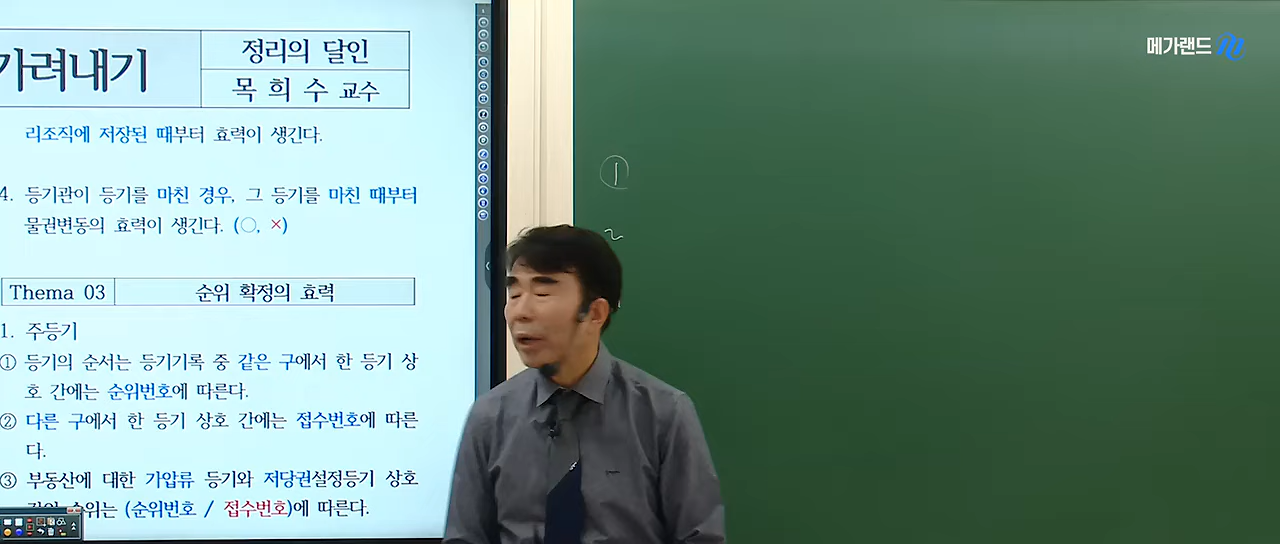 가려내기
정리의 달인
목 희 수 교수
메가랜드
리조직에 저장된 때부터 효력이 생긴다.
4. 등기관이 등기를 마친 경우, 그 등기를 마친 때부터
물권변동의 효력이 생긴다. (○, ×)
Thema 03 순위 확정의 효력
1. 주등기
① 등기의 순서는 등기기록 중 같은 구에서 한 등기 상
호 간에는 순위번호에 따른다.
② 다른 구에서 한 등기 상호 간에는 접수번호에 따른
다.
③ 부동산에 대한 가압류 등기와 저당권설정등기 상호
순위는 (순위번호 / 접수번호)에 따른다.
①
2